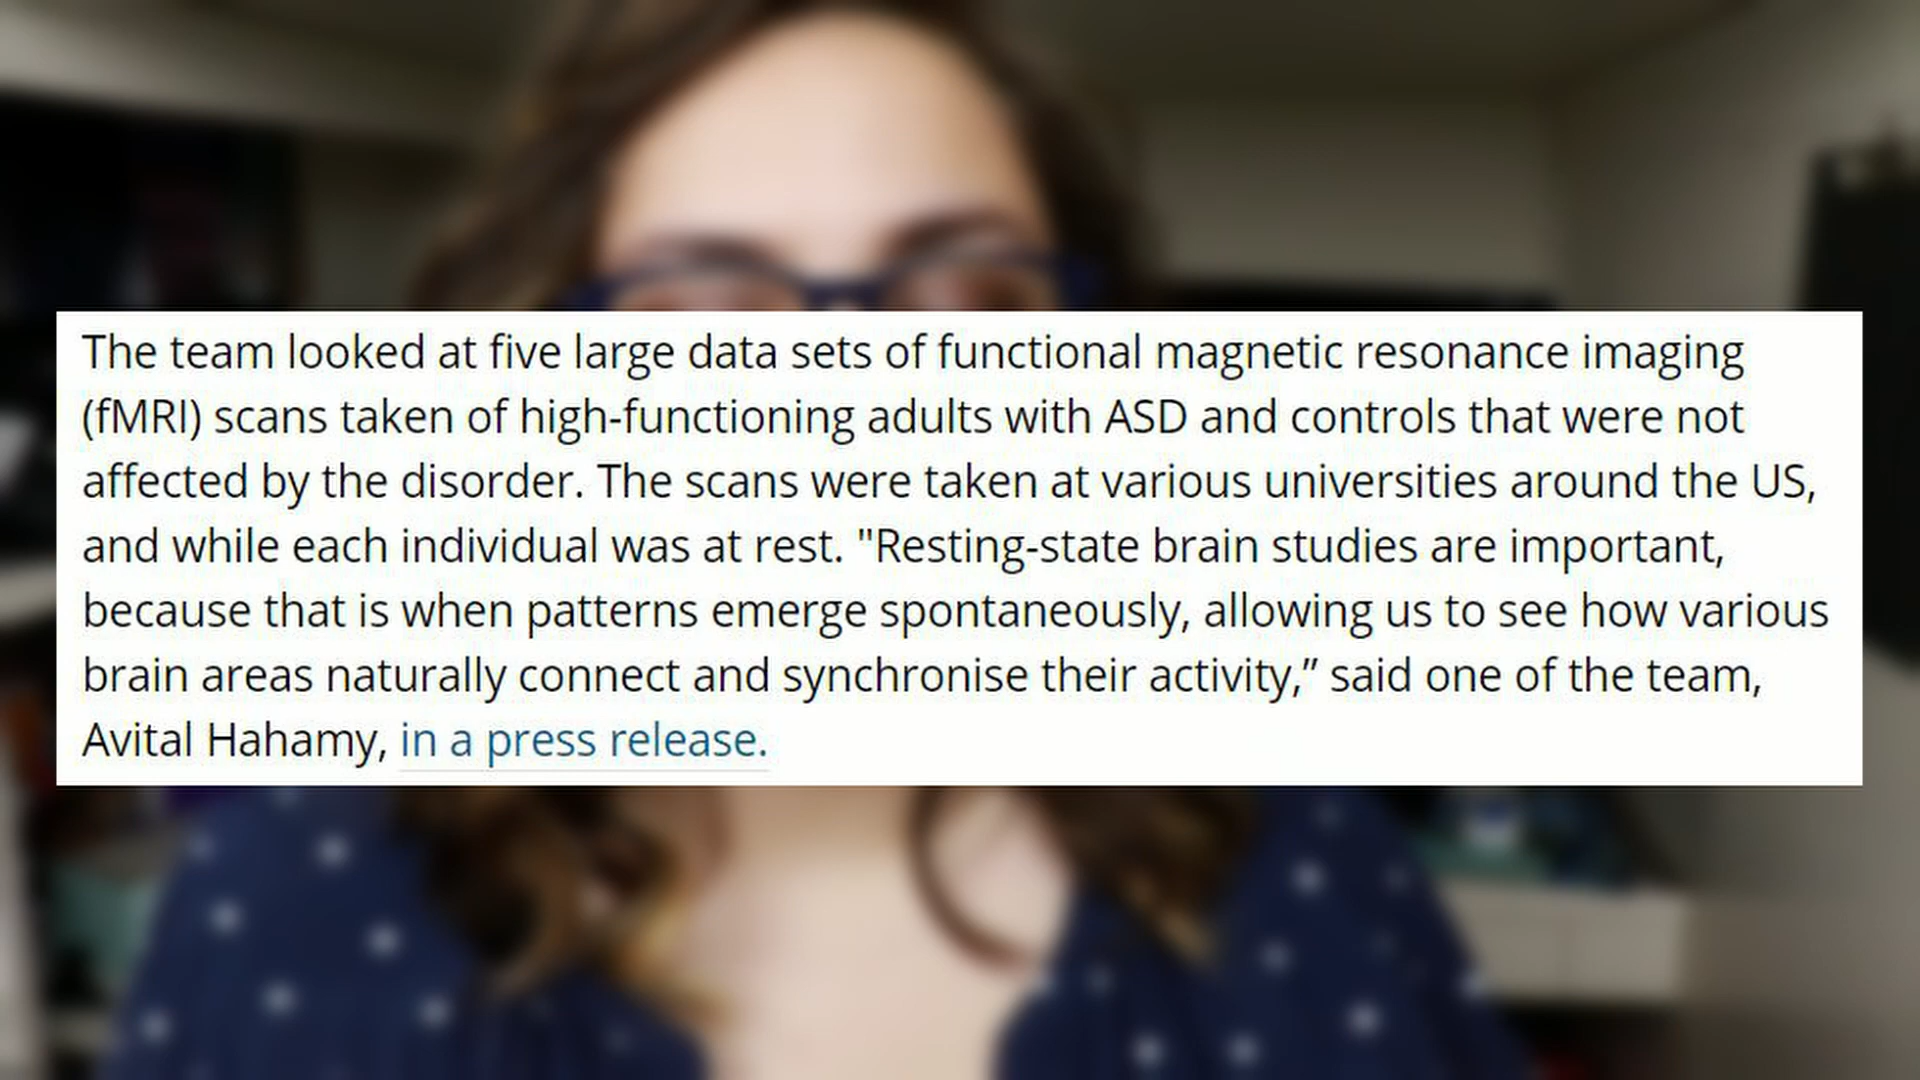 The team looked at five large data sets of functional magnetic resonance imaging
(fMRI) scans taken of high-functioning adults with ASD and controls that were not
affected by the disorder. The scans were taken at various universities around the US,
and while each individual was at rest. "Resting-state brain studies are important,
because that is when patterns emerge spontaneously, allowing us to see how various
brain areas naturally connect and synchronise their activity,” said one of the team,
Avital Hahamy, in a press release.